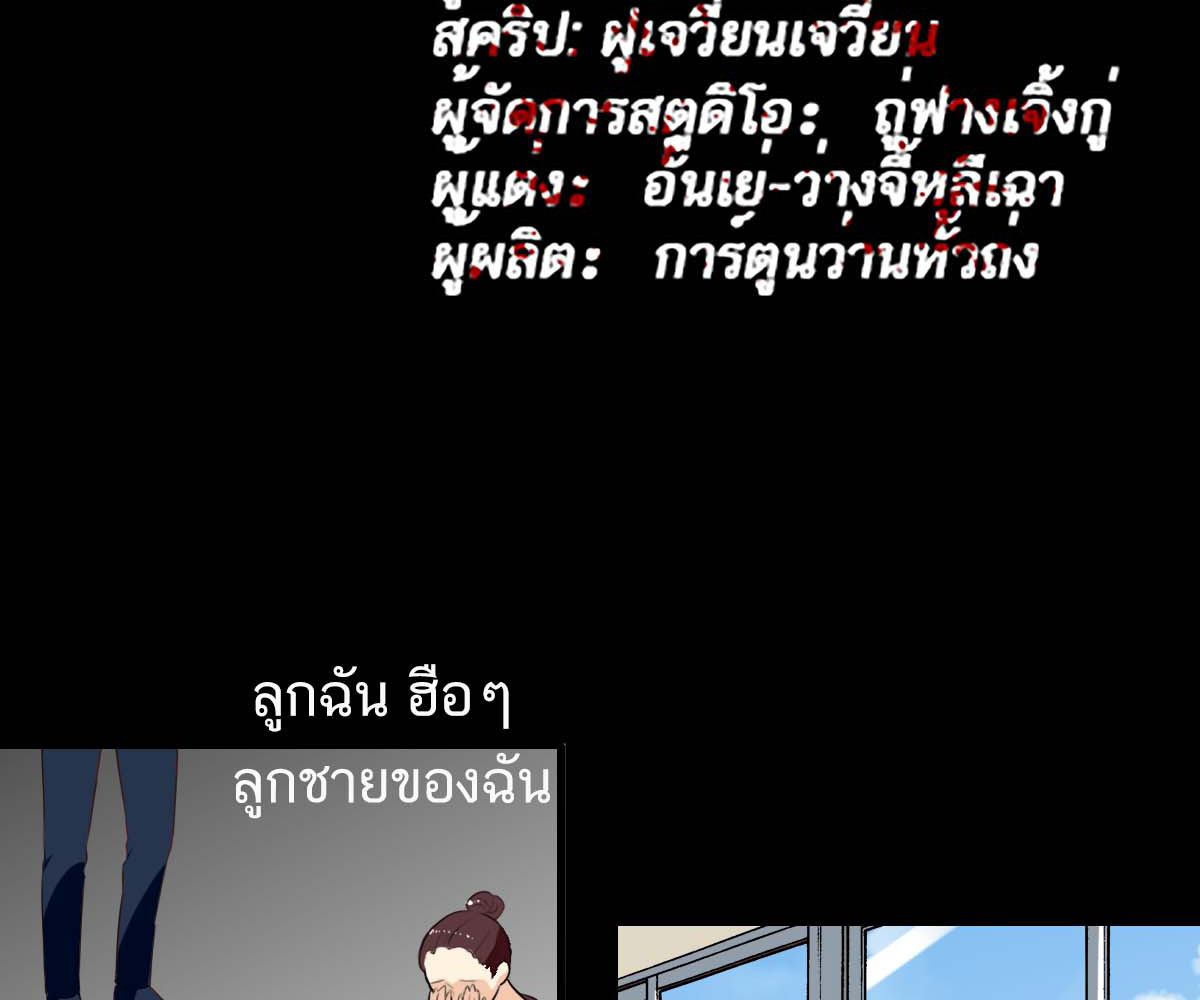 สคริป: ผูเจวียนเจวียน
ผู้จัดการสตูดิโอ: ถู่ฟางเจิ้งกู่
ผู้แต่ง: อ้นเย่-ว่างจี้หลีเฉา
ผู้ผลิต: การ์ตูนว่านทั้วถ่ง
ลูกฉัน ฮือๆ
ลูกชายของฉัน